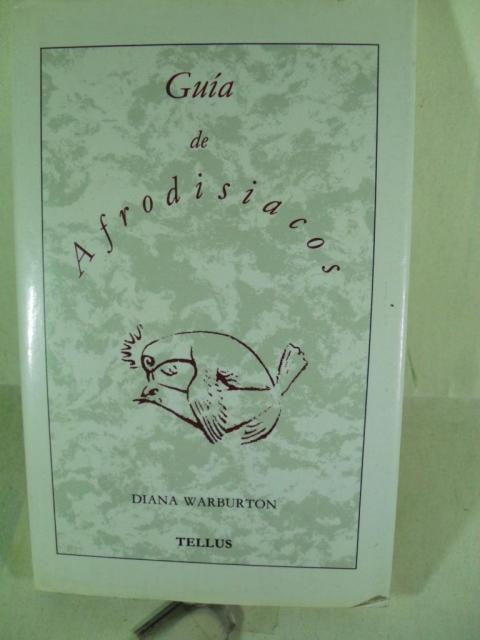 Guía
de
Afrodisiacos
DIANA WARBURTON
TELLUS